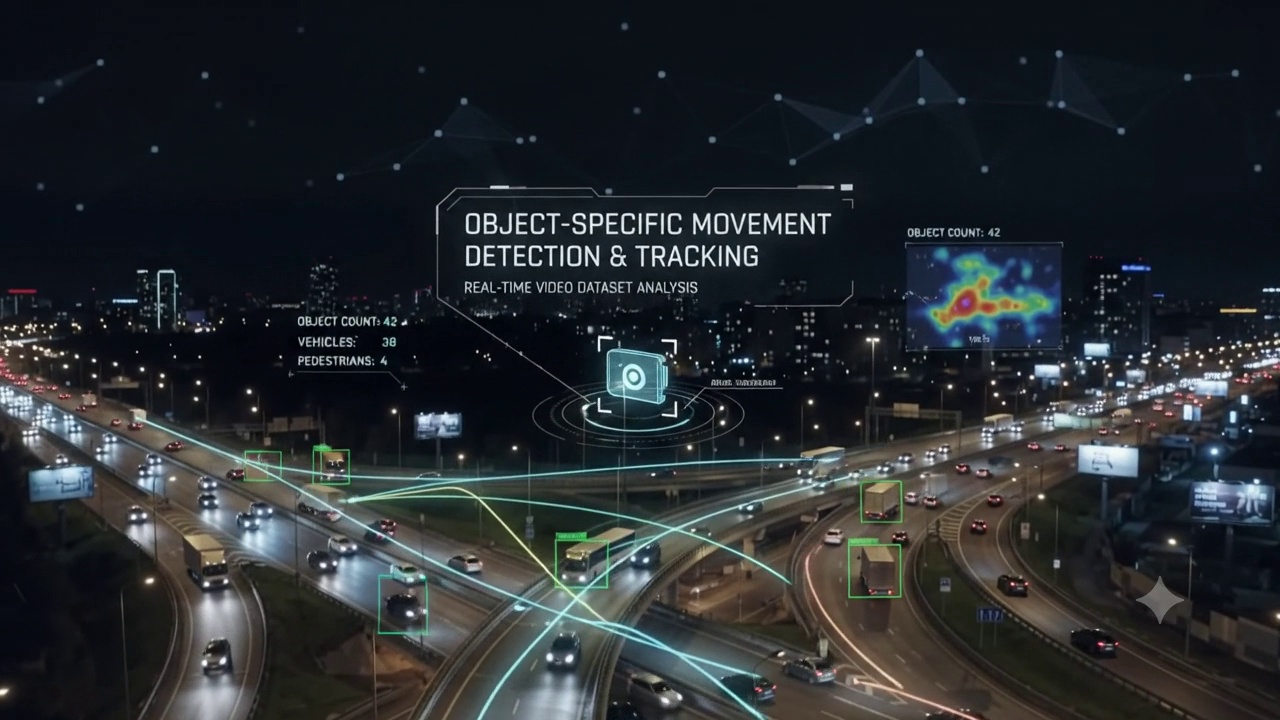 OBJECT-SPECIFIC MOVEMENT
DETECTION & TRACKING
REAL-TIME VIDEO DATASET ANALYSIS
OBJECT COUNT: 42
OBJECT COUNT: 42
VEHICLES: 38
PEDESTRIANS: 4